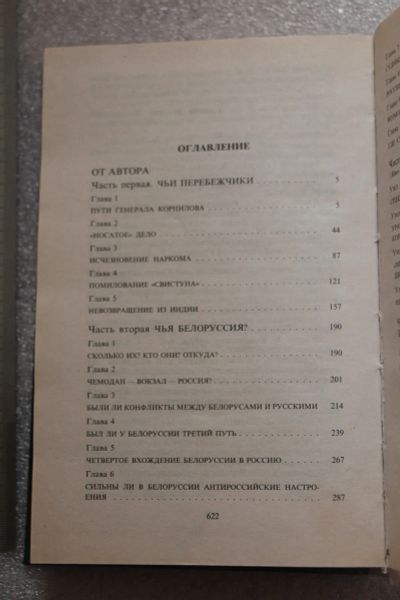 ОГЛАВЛЕНИЕ
ОТ АВТОРА
Часть первая. ЧЬИ ПЕРЕБЕЖЧИКИ . . . . . . . . . . . 5
Глава 1
ПУТИ ГЕНЕРАЛА КОРНИЛОВА . . . . . . . . . . . . . . 5
Глава 2
«НОСАТОЕ» ДЕЛО . . . . . . . . . . . . . . . . . . . 44
Глава 3
ИСЧЕЗНОВЕНИЕ НАРКОМА . . . . . . . . . . . . . . . . 87
Глава 4
ПОМИЛОВАНИЕ «СВИСТУНА» . . . . . . . . . . . . . . . 121
Глава 5
НЕВОЗВРАЩЕНИЕ ИЗ ИНДИИ . . . . . . . . . . . . . . . 157
Часть вторая ЧЬЯ БЕЛОРУССИЯ? . . . . . . . . . . . . 190
Глава 1
СКОЛЬКО ИХ? КТО ОНИ? ОТКУДА? . . . . . . . . . . . . 190
Глава 2
ЧЕМОДАН — ВОКЗАЛ — РОССИЯ? . . . . . . . . . . . . . 201
Глава 3
БЫЛИ ЛИ КОНФЛИКТЫ МЕЖДУ БЕЛОРУСАМИ И РУССКИМИ 214
Глава 4
БЫЛ ЛИ У БЕЛОРУССИИ ТРЕТИЙ ПУТЬ . . . . . . . . . . 239
Глава 5
ЧЕТВЕРТОЕ ВХОЖДЕНИЕ БЕЛОРУССИИ В РОССИЮ . . . . . . 267
Глава 6
СИЛЬНЫ ЛИ В БЕЛОРУССИИ АНТИРОССИЙСКИЕ НАСТРО-
ЕНИЯ . . . . . . . . . . . . . . . . . . . . . . . . 287
622